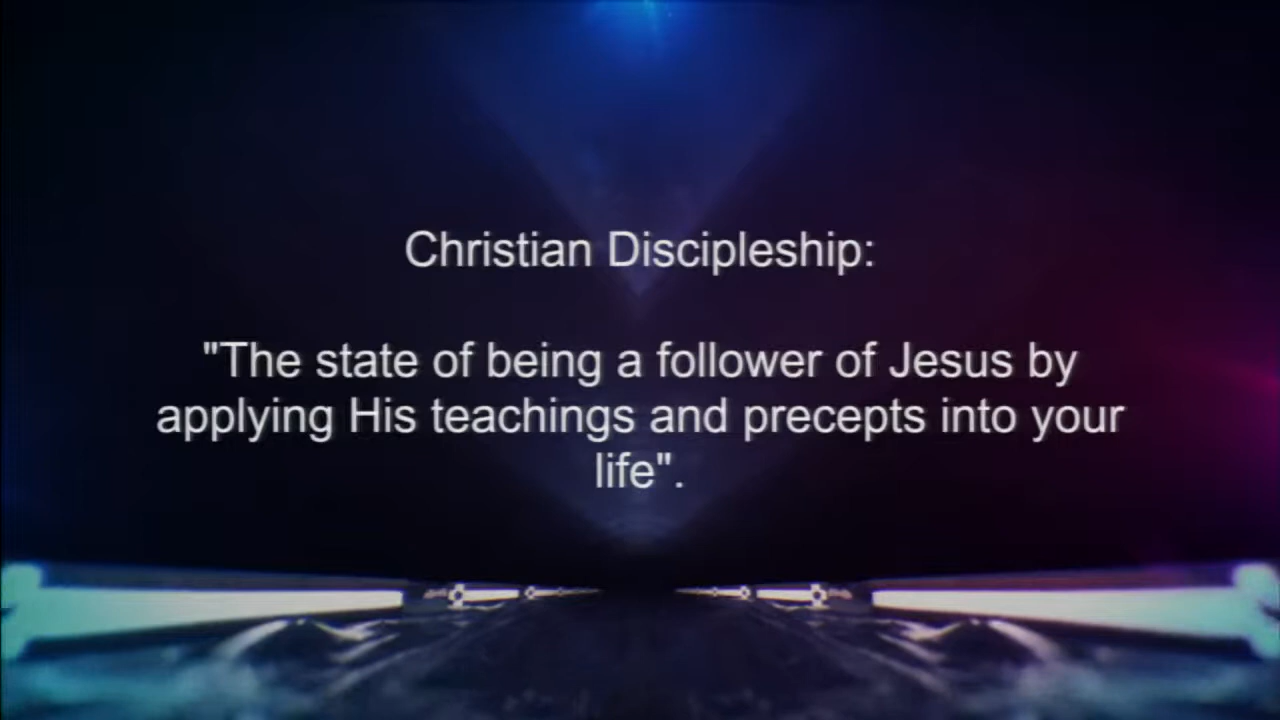 Christian Discipleship:
"The state of being a follower of Jesus by
applying His teachings and precepts into your
life".